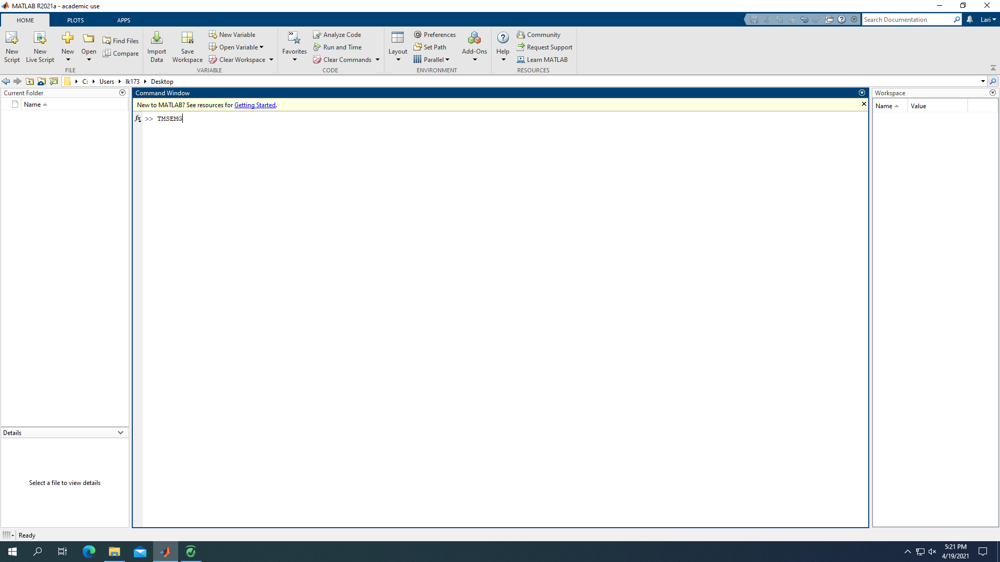 MATLAB R2021a - academic use
HOME PLOTS APPS
Search Documentation Lari
New Script
New Live Script
New
Open
Find Files
Compare
FILE
Import Data
Save Workspace
New Variable
Open Variable
Clear Workspace
VARIABLE
Favorites
Analyze Code
Run and Time
Clear Commands
CODE
Layout
Preferences
Set Path
Parallel
Add-Ons
ENVIRONMENT
Help
Community
Request Support
Learn MATLAB
RESOURCES
C: Users lk173 Desktop
Current Folder
Name
Command Window
New to MATLAB? See resources for Getting Started.
fx >> TMSEMG
Workspace
Name Value
Details
Select a file to view details
Ready
5:21 PM
4/19/2021